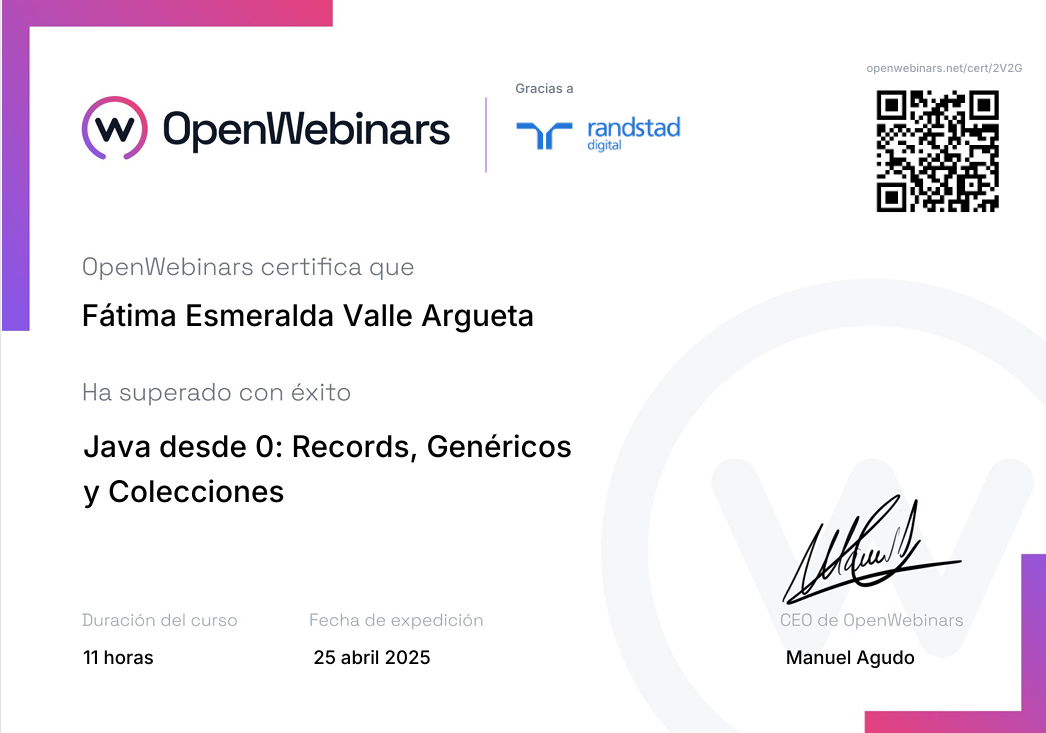 openwebinars.net/cert/2V2G
Gracias a
OpenWebinars
randstad
digital
OpenWebinars certifica que
Fátima Esmeralda Valle Argueta
Ha superado con éxito
Java desde 0: Records, Genéricos
y Colecciones
Duración del curso
Fecha de expedición
CEO de OpenWebinars
11 horas
25 abril 2025
Manuel Agudo